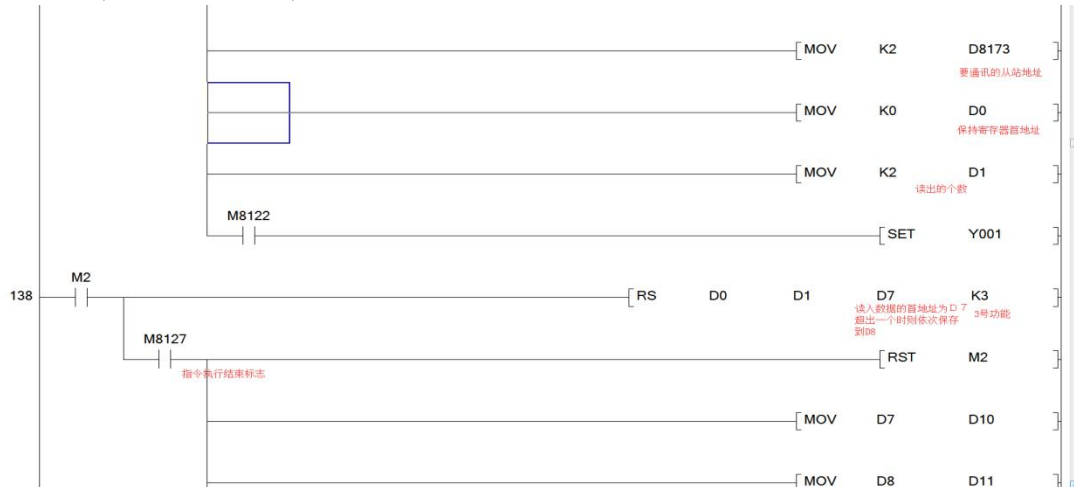 MOV K2 D8173
要通讯的从站地址
MOV K0 D0
保持寄存器首地址
MOV K2 D1
读出的个数
M8122
SET Y001
M2
138
RS D0 D1 D7 K3
读入数据的首地址为D 7
超出一个时则依次保存
到D8
3号功能
M8127
指令执行结束标志
RST M2
MOV D7 D10
MOV D8 D11